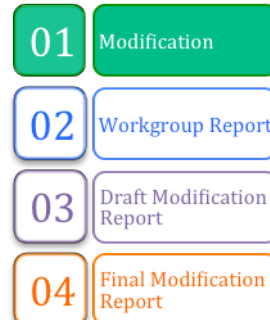 01 Modification
02 Workgroup Report
03 Draft Modification
Report
04 Final Modification
Report